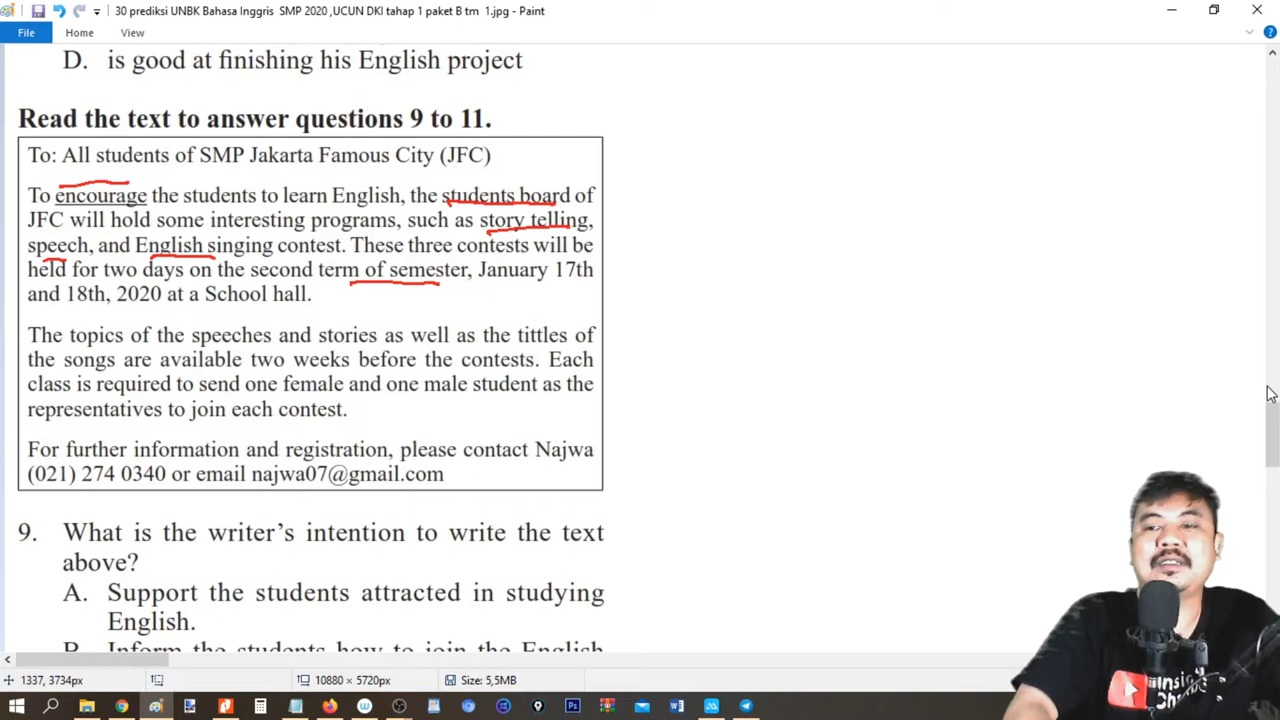 30 prediksi UNBK Bahasa Inggris SMP 2020 ,UCUN DKI tahap 1 paket B tm 1.jpg - Paint
File Home View
D. is good at finishing his English project
Read the text to answer questions 9 to 11.
To: All students of SMP Jakarta Famous City (JFC)
To encourage the students to learn English, the students board of
JFC will hold some interesting programs, such as story telling,
speech, and English singing contest. These three contests will be
held for two days on the second term of semester, January 17th
and 18th, 2020 at a School hall.
The topics of the speeches and stories as well as the tittles of
the songs are available two weeks before the contests. Each
class is required to send one female and one male student as the
representatives to join each contest.
For further information and registration, please contact Najwa
(021) 274 0340 or email najwa07@gmail.com
9. What is the writer's intention to write the text
above?
A. Support the students attracted in studying
English.
B. Inform the students how to join the English
1337, 3734px 10880 × 5720px Size: 5,5MB